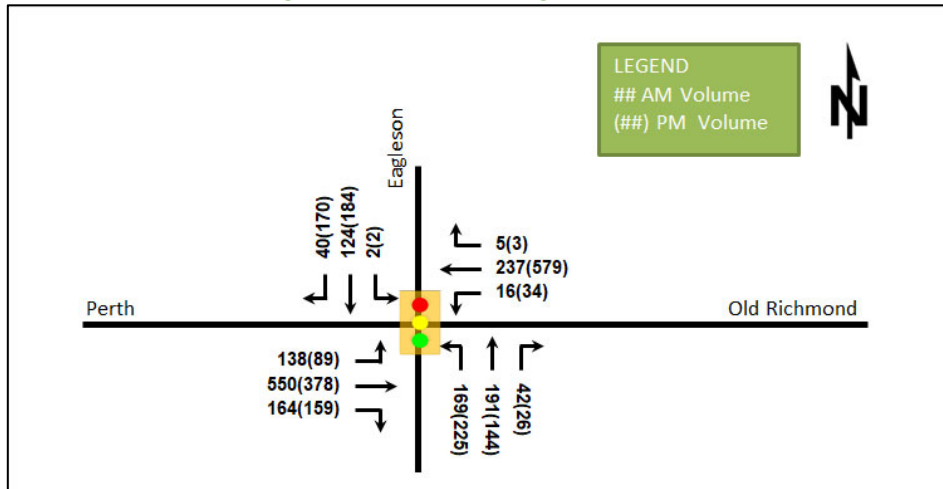 LEGEND
## AM Volume
(##) PM  Volume
N
Eagleson
40(170)
124(184)
2(2)
5(3)
237(579)
16(34)
Perth
Old Richmond
138(89)
550(378)
164(159)
169(225)
191(144)
42(26)